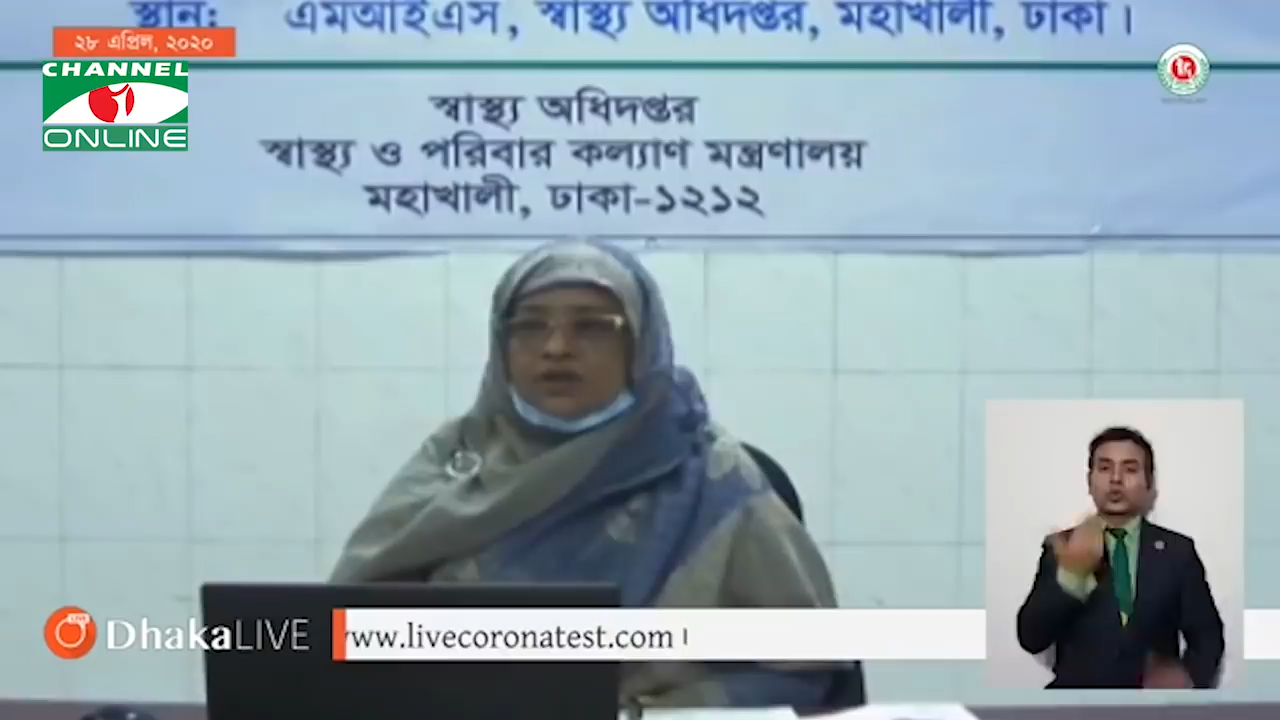 স্থান: এমআইএস, স্বাস্থ্য অধিদপ্তর, মহাখালী, ঢাকা।
২৮ এপ্রিল, ২০২০
CHANNEL
i
ONLINE
স্বাস্থ্য অধিদপ্তর
স্বাস্থ্য ও পরিবার কল্যাণ মন্ত্রণালয়
মহাখালী, ঢাকা-১২১২
LIVE
DhakaLIVE
www.livecoronatest.com।